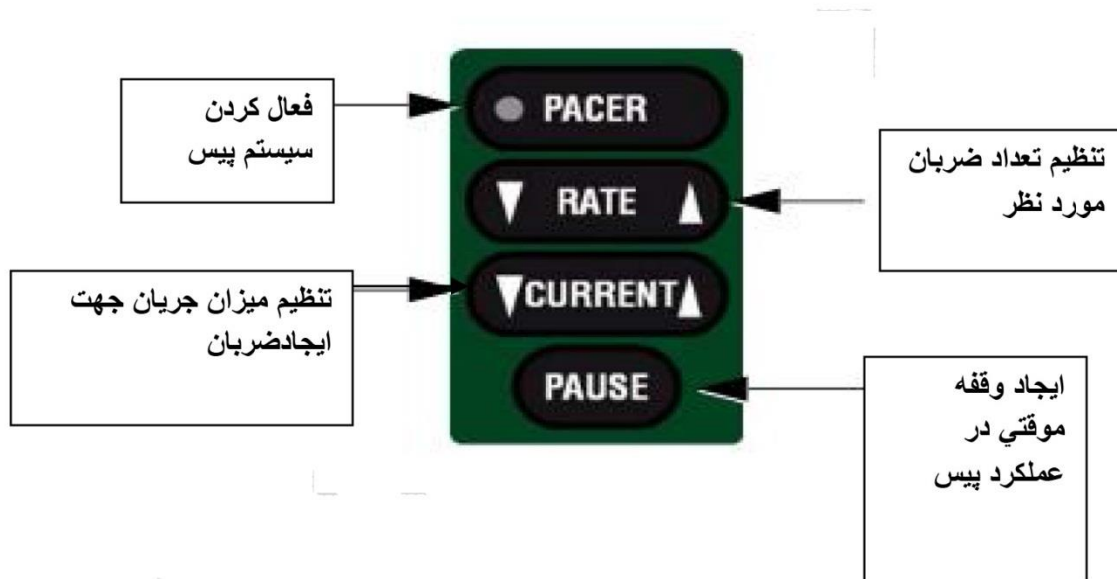 فعال کردن
سیستم پیس
PACER
تنظیم تعداد ضربان
مورد نظر
RATE
تنظیم میزان جریان جهت
ایجادضربان
CURRENT
PAUSE
ایجاد وقفه
موقتي در
عملکرد پیس